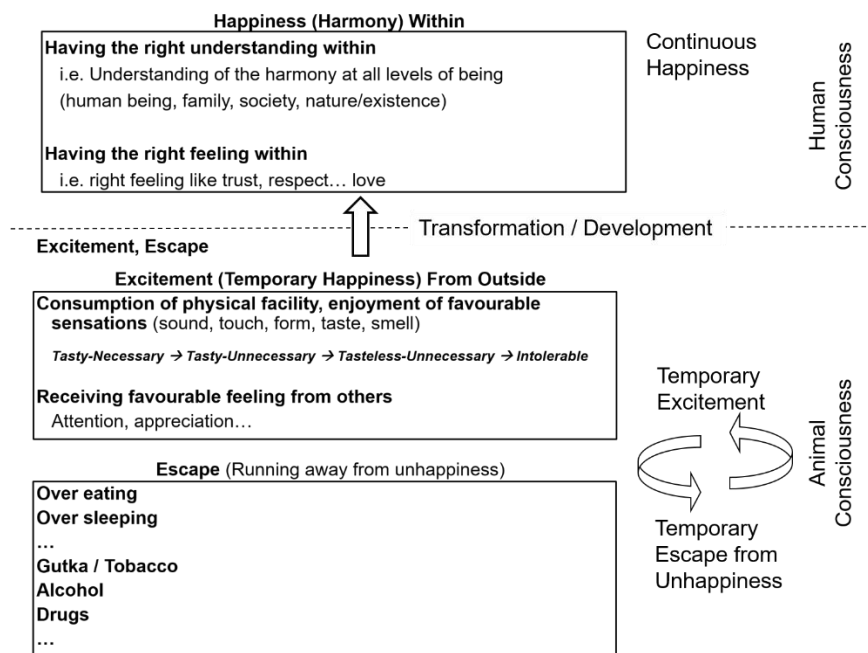 Happiness (Harmony) Within
Having the right understanding within
i.e. Understanding of the harmony at all levels of being
(human being, family, society, nature/existence)
Having the right feeling within
i.e. right feeling like trust, respect… love
Continuous
Happiness
Human
Consciousness
Transformation / Development
Excitement, Escape
Excitement (Temporary Happiness) From Outside
Consumption of physical facility, enjoyment of favourable
sensations (sound, touch, form, taste, smell)
Tasty-Necessary → Tasty-Unnecessary → Tasteless-Unnecessary → Intolerable
Receiving favourable feeling from others
Attention, appreciation…
Temporary
Excitement
Animal
Consciousness
Escape (Running away from unhappiness)
Over eating
Over sleeping
…
Gutka / Tobacco
Alcohol
Drugs
…
Temporary
Escape from
Unhappiness